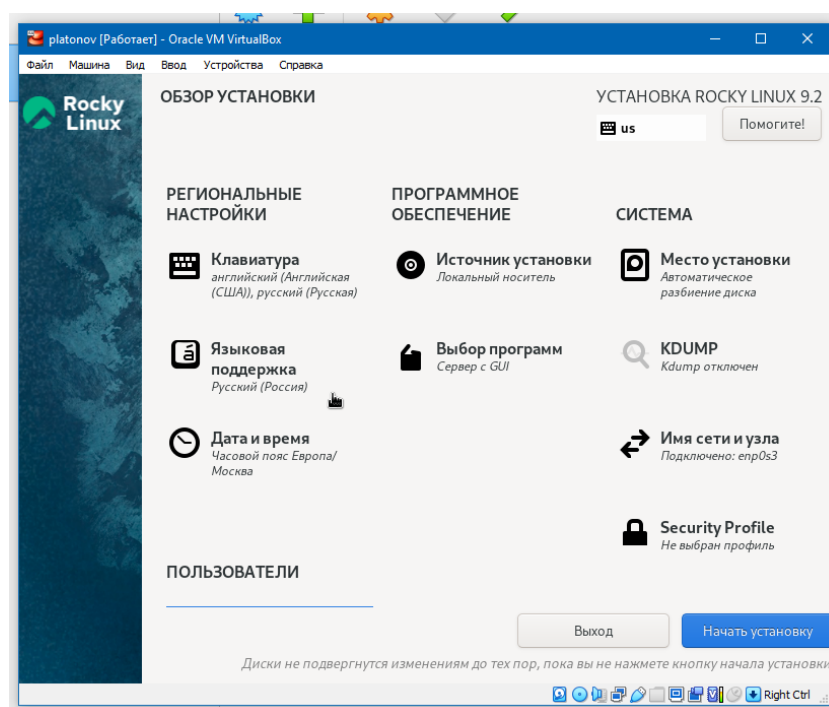 platonov [Работает] - Oracle VM VirtualBox
Файл Машина Вид Ввод Устройства Справка
Rocky
Linux
ОБЗОР УСТАНОВКИ
УСТАНОВКА ROCKY LINUX 9.2
us
Помогите!
РЕГИОНАЛЬНЫЕ
НАСТРОЙКИ
Клавиатура
английский (Английская
(США)), русский (Русская)
Языковая
поддержка
Русский (Россия)
Дата и время
Часовой пояс Европа/
Москва
ПРОГРАММНОЕ
ОБЕСПЕЧЕНИЕ
Источник установки
Локальный носитель
Выбор программ
Сервер с GUI
СИСТЕМА
Место установки
Автоматическое
разбиение диска
KDUMP
Kdump отключен
Имя сети и узла
Подключено: enp0s3
Security Profile
Не выбран профиль
ПОЛЬЗОВАТЕЛИ
Выход
Начать установку
Диски не подвергнутся изменениям до тех пор, пока вы не нажмете кнопку начала установки
Right Ctrl